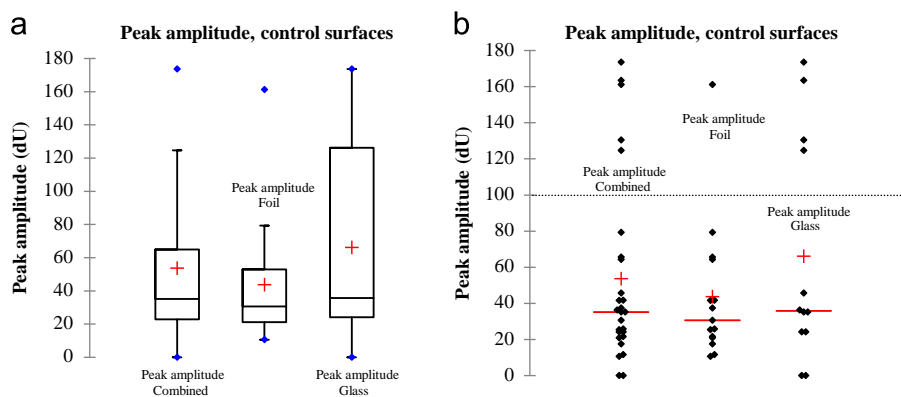 a
Peak amplitude, control surfaces
Peak amplitude (dU)
180
160
140
120
100
80
60
40
20
0
Peak amplitude
Foil
Peak amplitude
Combined
Peak amplitude
Glass
b
Peak amplitude, control surfaces
Peak amplitude (dU)
180
160
140
120
100
80
60
40
20
0
Peak amplitude
Foil
Peak amplitude
Combined
Peak amplitude
Glass